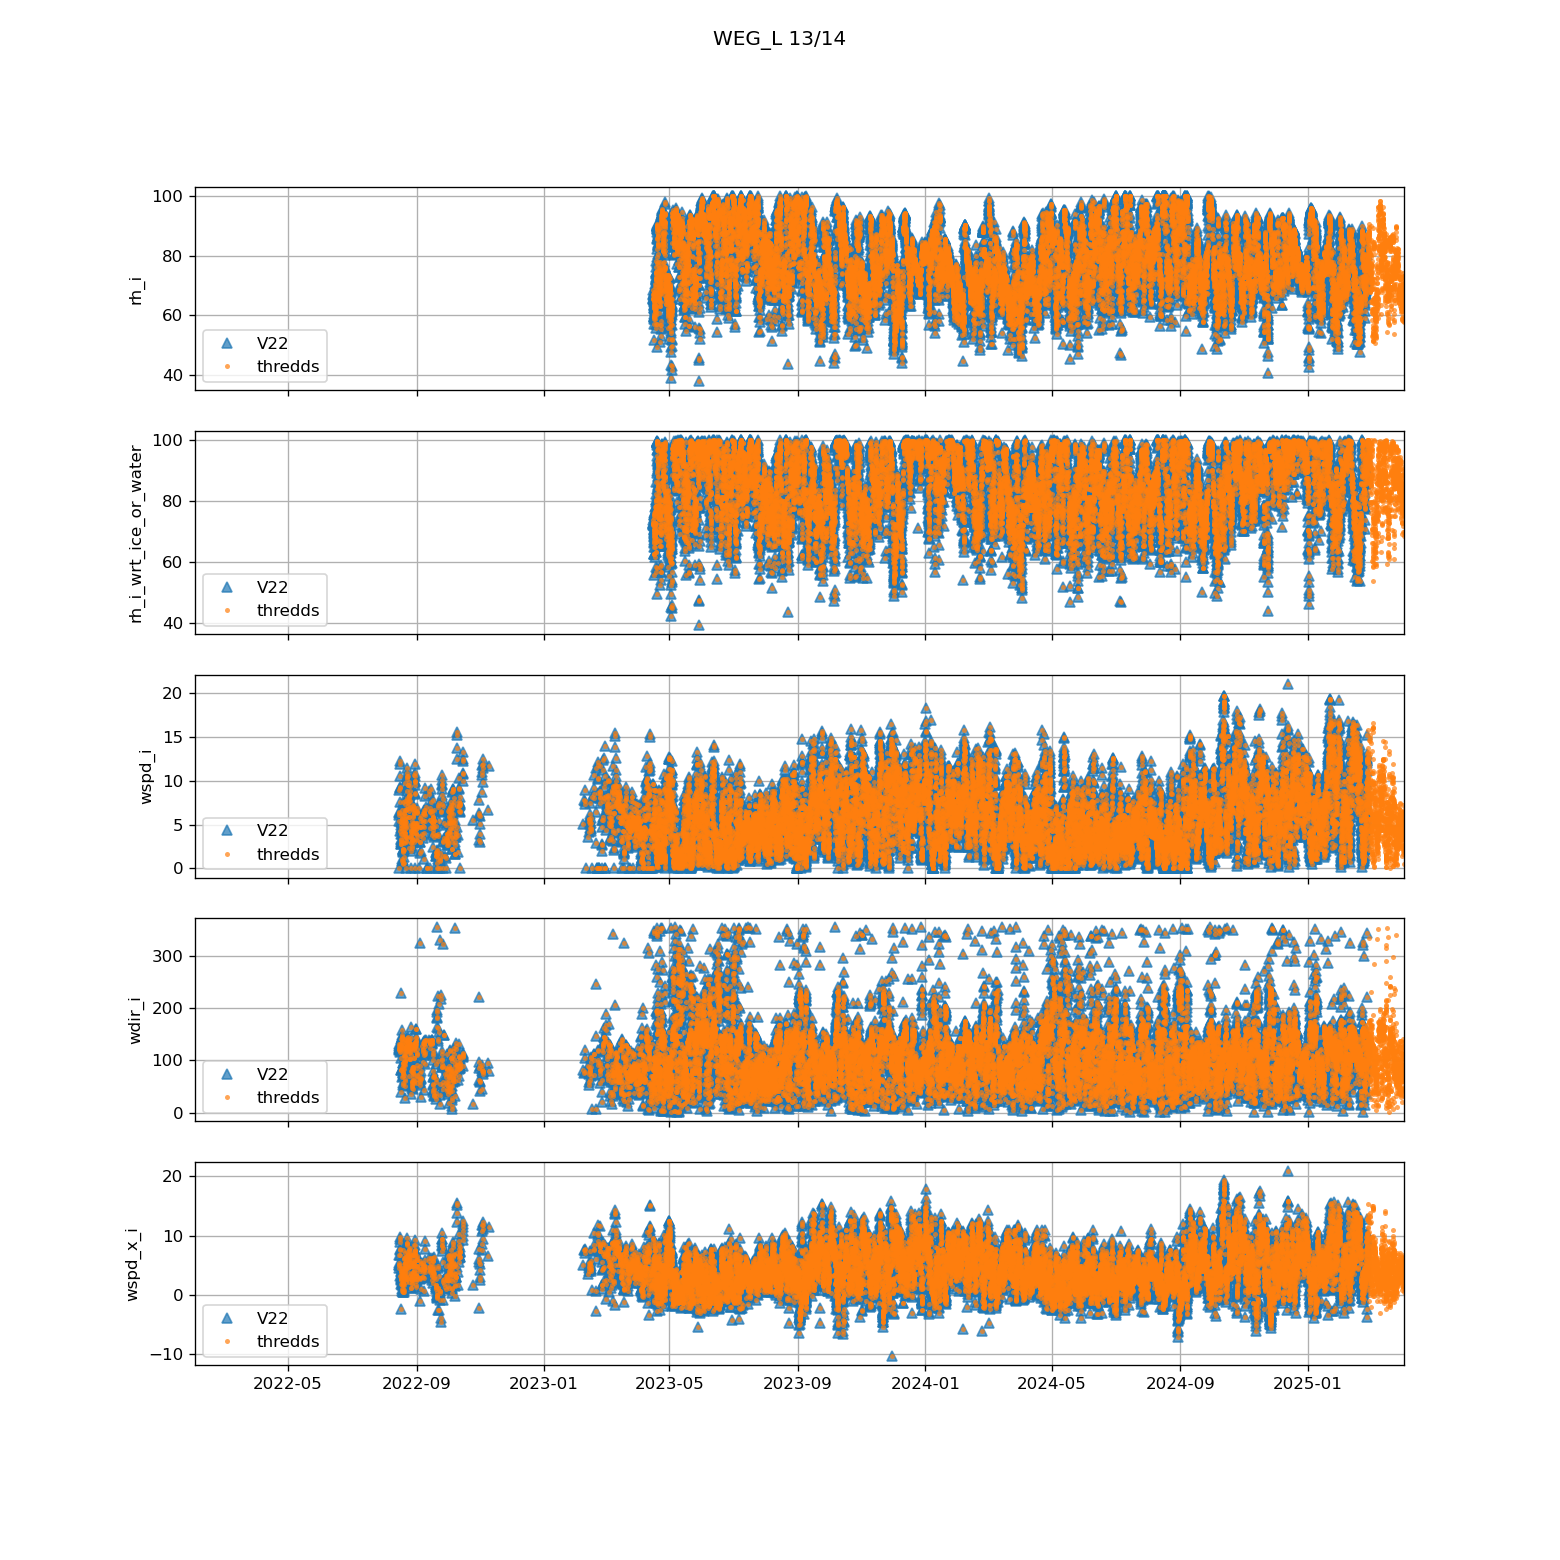 WEG_L 13/14
100
80
60
40
rh_i
V22
thredds
100
80
60
40
rh_i_wrt_ice_or_water
V22
thredds
20
15
10
5
0
wspd_i
V22
thredds
300
200
100
0
wdir_i
V22
thredds
20
10
0
−10
wspd_x_i
V22
thredds
2022-05 2022-09 2023-01 2023-05 2023-09 2024-01 2024-05 2024-09 2025-01